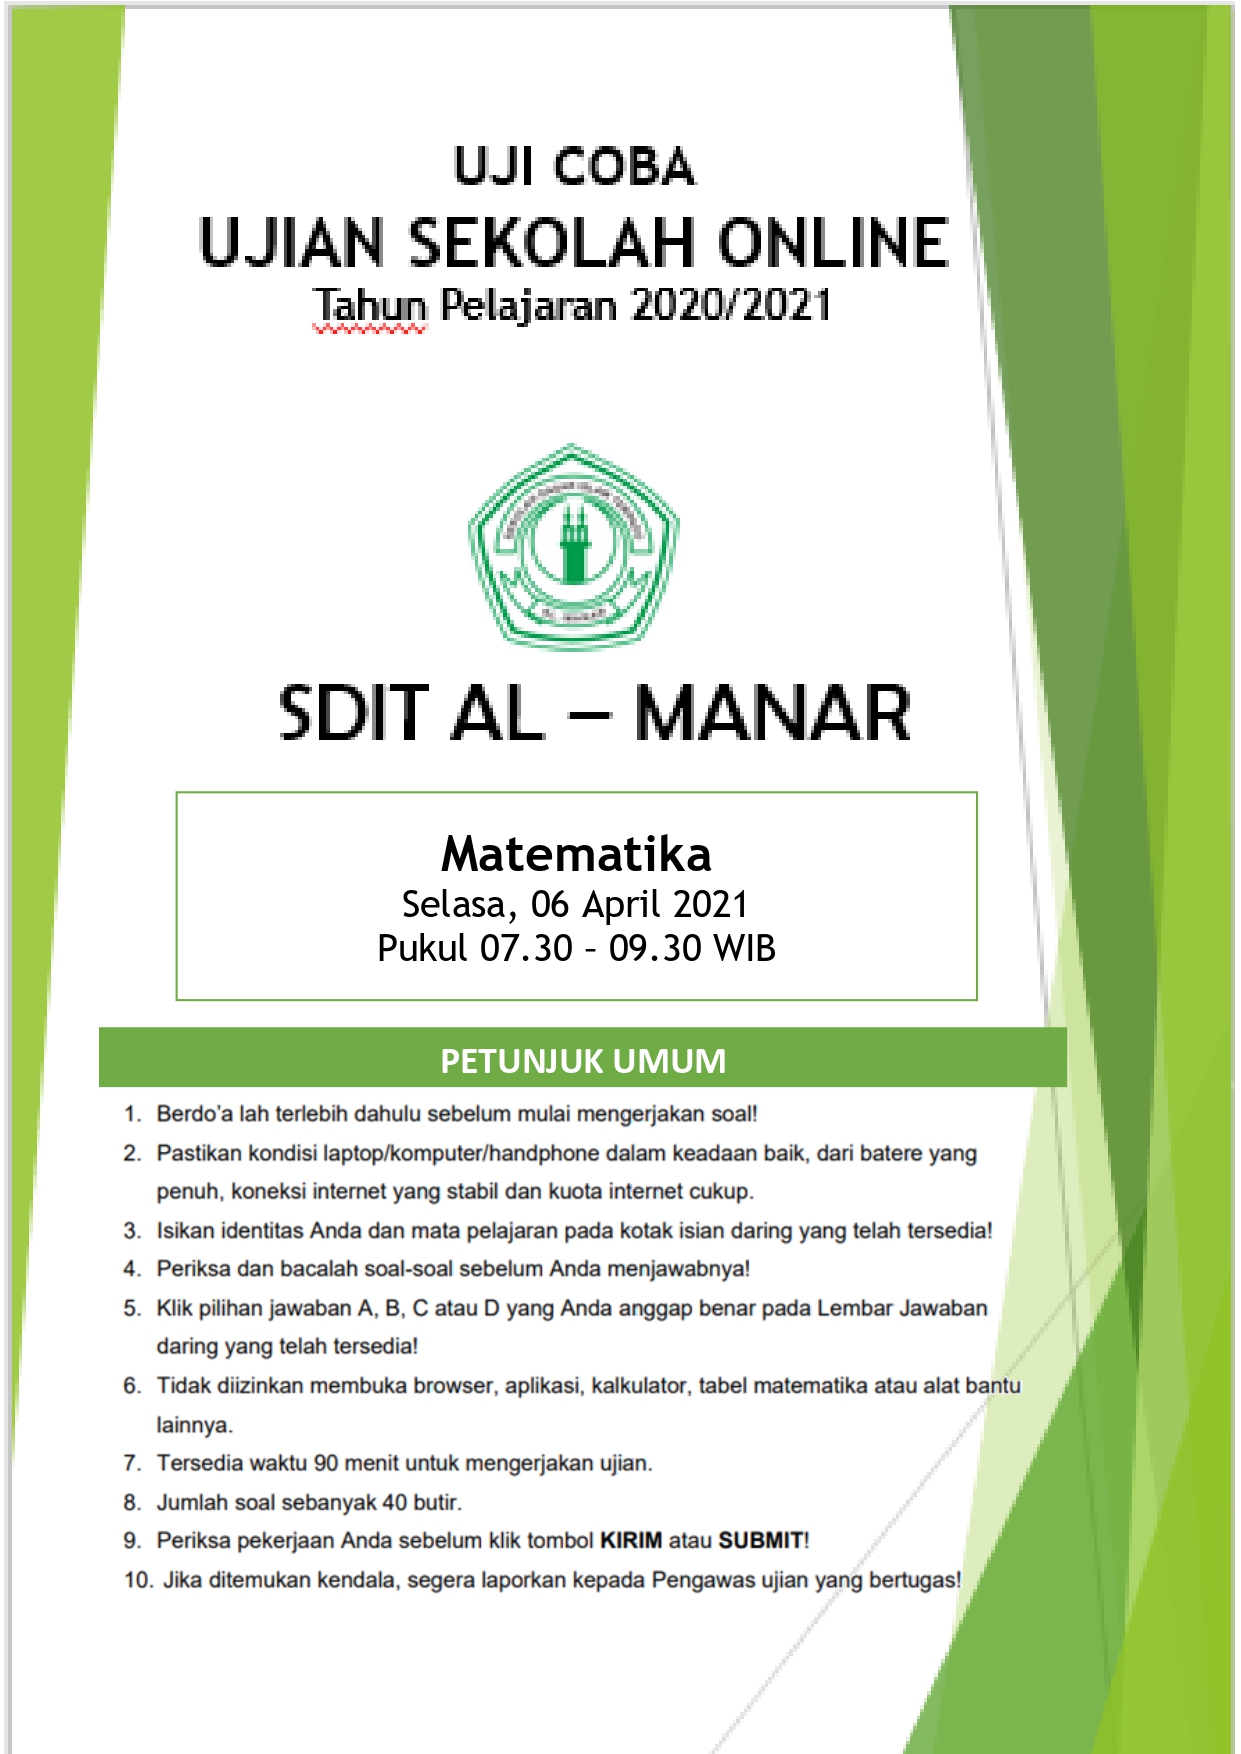 UJI COBA
UJIAN SEKOLAH ONLINE
Tahun Pelajaran 2020/2021
SEKOLAH DASAR ISLAM TERPADU
AL MANAR
SDIT AL – MANAR
Matematika
Selasa, 06 April 2021
Pukul 07.30 – 09.30 WIB
PETUNJUK UMUM
1. Berdo’a lah terlebih dahulu sebelum mulai mengerjakan soal!
2. Pastikan kondisi laptop/komputer/handphone dalam keadaan baik, dari batere yang
penuh, koneksi internet yang stabil dan kuota internet cukup.
3. Isikan identitas Anda dan mata pelajaran pada kotak isian daring yang telah tersedia!
4. Periksa dan bacalah soal-soal sebelum Anda menjawabnya!
5. Klik pilihan jawaban A, B, C atau D yang Anda anggap benar pada Lembar Jawaban
daring yang telah tersedia!
6. Tidak diizinkan membuka browser, aplikasi, kalkulator, tabel matematika atau alat bantu
lainnya.
7. Tersedia waktu 90 menit untuk mengerjakan ujian.
8. Jumlah soal sebanyak 40 butir.
9. Periksa pekerjaan Anda sebelum klik tombol KIRIM atau SUBMIT!
10. Jika ditemukan kendala, segera laporkan kepada Pengawas ujian yang bertugas!